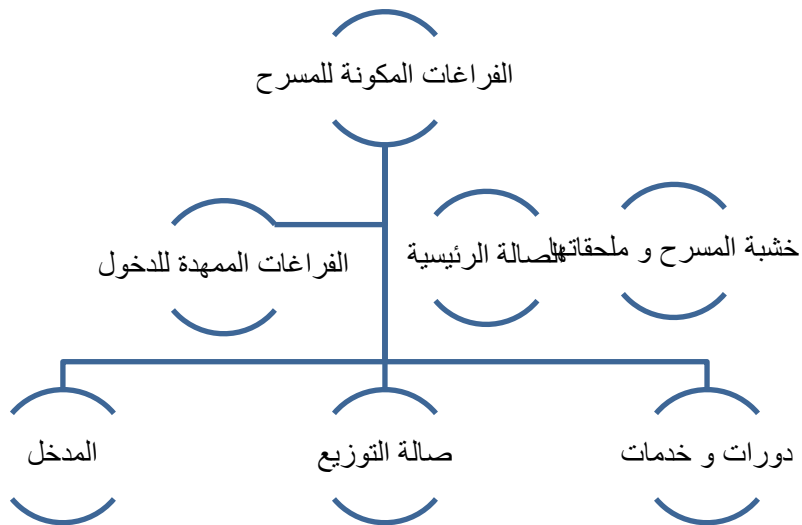 الفراغات المكونة للمسرح
خشبة المسرح و ملحقاتها
الصالة الرئيسية
الفراغات الممهدة للدخول
دورات و خدمات
صالة التوزيع
المدخل